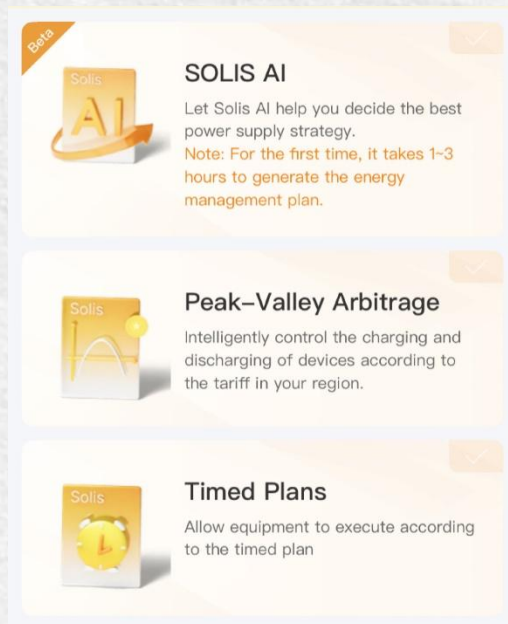 Beta
Solis
AI
SOLIS AI
Let Solis AI help you decide the best
power supply strategy.
Note: For the first time, it takes 1~3
hours to generate the energy
management plan.
Solis
Peak-Valley Arbitrage
Intelligently control the charging and
discharging of devices according to
the tariff in your region.
Solis
Timed Plans
Allow equipment to execute according
to the timed plan